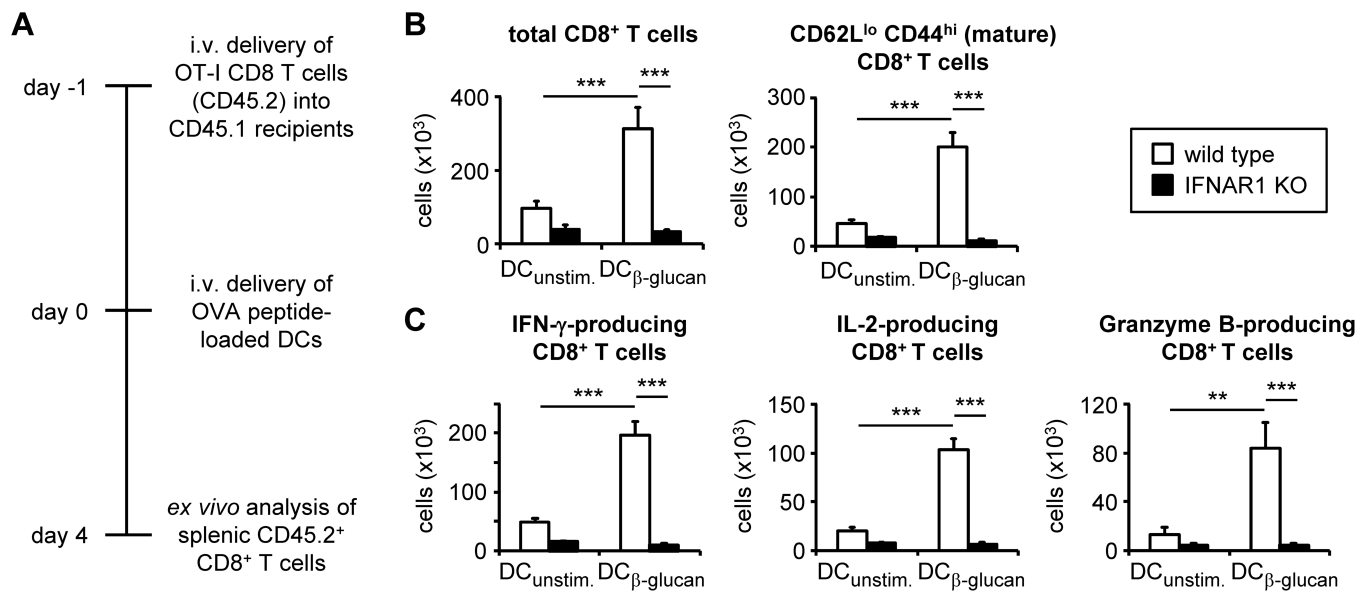 A
day -1
i.v. delivery of
OT-I CD8 T cells
(CD45.2) into
CD45.1 recipients
day 0
i.v. delivery of
OVA peptide-
loaded DCs
day 4
ex vivo analysis of
splenic CD45.2⁺
CD8⁺ T cells
B
total CD8⁺ T cells
cells (x10³)
400
200
0
***
***
DCunstim. DCβ-glucan
CD62Lˡᵒ CD44ʰⁱ (mature)
CD8⁺ T cells
cells (x10³)
300
200
100
0
***
***
DCunstim. DCβ-glucan
wild type
IFNAR1 KO
C
IFN-γ-producing
CD8⁺ T cells
cells (x10³)
200
100
0
***
***
DCunstim. DCβ-glucan
IL-2-producing
CD8⁺ T cells
cells (x10³)
150
100
50
0
***
***
DCunstim. DCβ-glucan
Granzyme B-producing
CD8⁺ T cells
cells (x10³)
120
80
40
0
**
***
DCunstim. DCβ-glucan